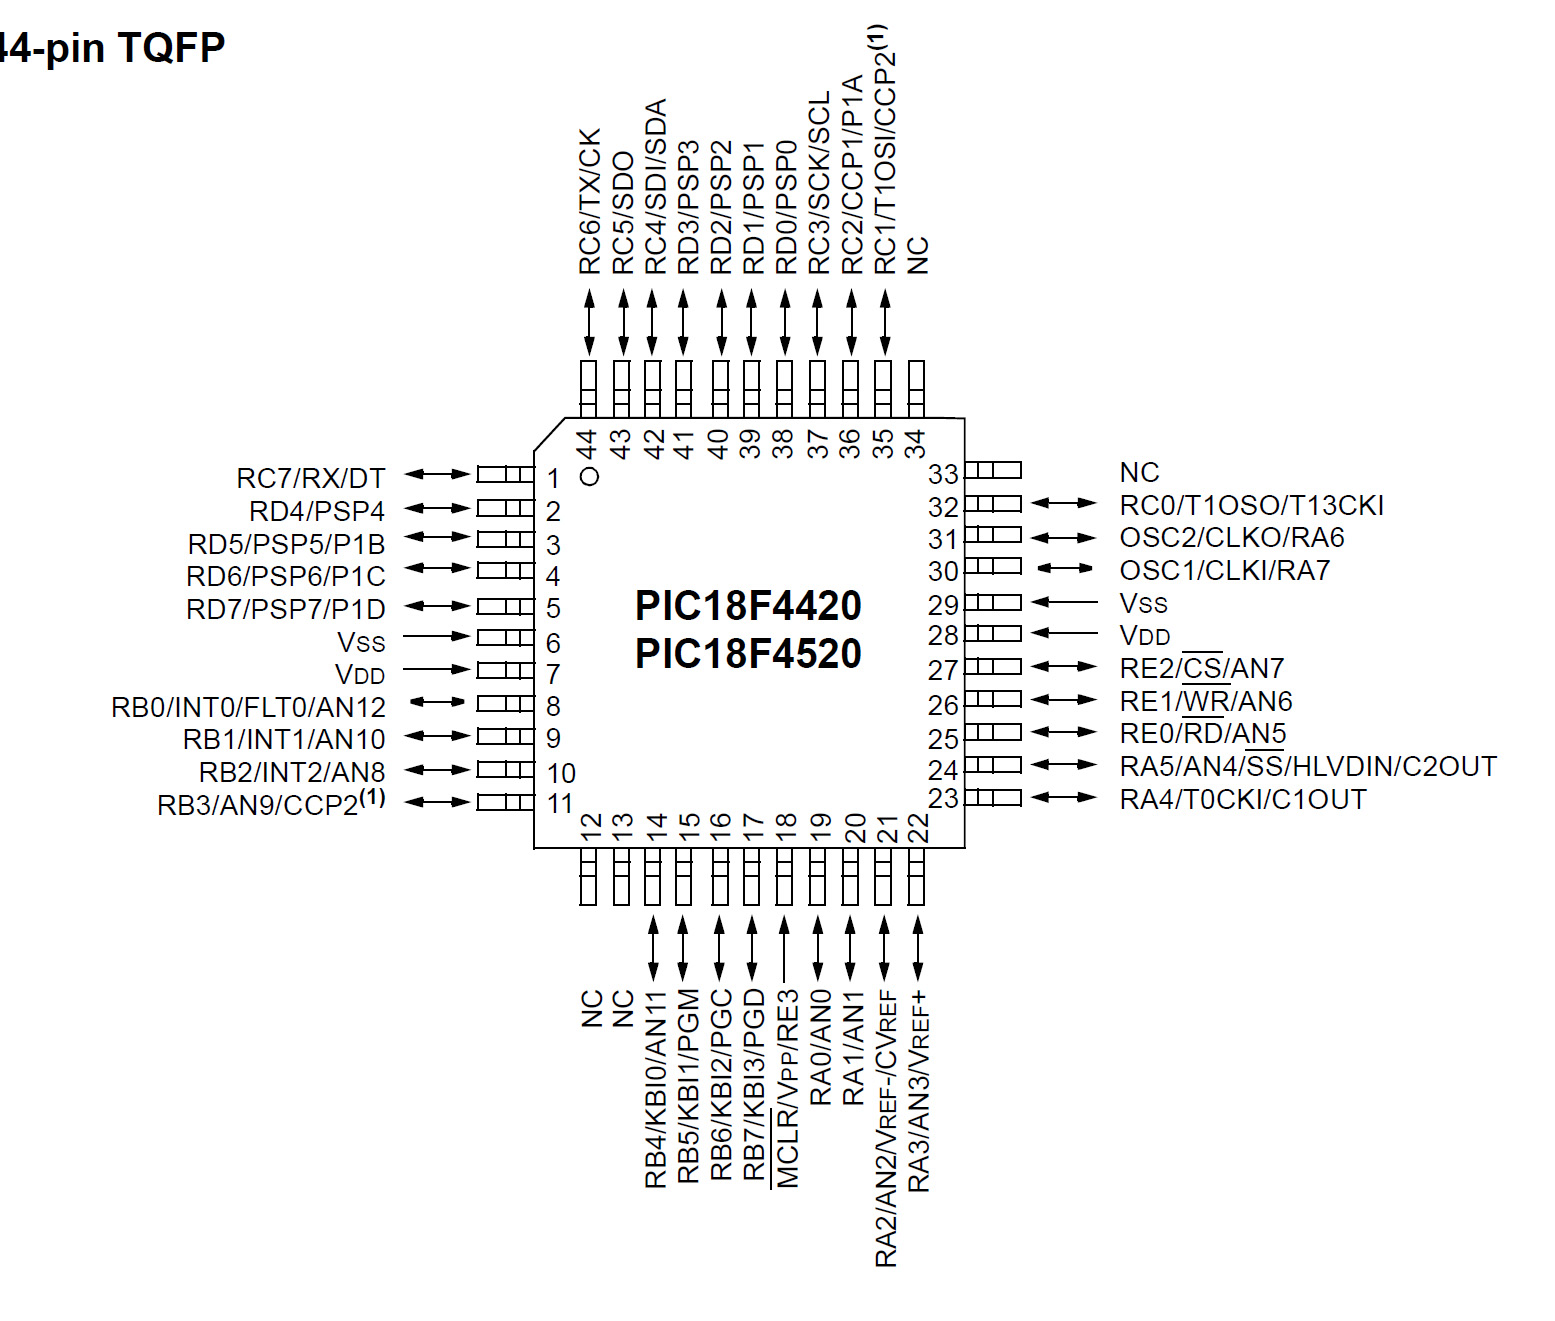 44-pin TQFP
RC6/TX/CK
RC5/SDO
RC4/SDI/SDA
RD3/PSP3
RD2/PSP2
RD1/PSP1
RD0/PSP0
RC3/SCK/SCL
RC2/CCP1/P1A
RC1/T1OSI/CCP2(1)
NC
44 43 42 41 40 39 38 37 36 35 34
RC7/RX/DT 1
RD4/PSP4 2
RD5/PSP5/P1B 3
RD6/PSP6/P1C 4
RD7/PSP7/P1D 5
VSS 6
VDD 7
RB0/INT0/FLT0/AN12 8
RB1/INT1/AN10 9
RB2/INT2/AN8 10
RB3/AN9/CCP2(1) 11
PIC18F4420
PIC18F4520
33 NC
32 RC0/T1OSO/T13CKI
31 OSC2/CLKO/RA6
30 OSC1/CLKI/RA7
29 VSS
28 VDD
27 RE2/CS/AN7
26 RE1/WR/AN6
25 RE0/RD/AN5
24 RA5/AN4/SS/HLVDIN/C2OUT
23 RA4/T0CKI/C1OUT
12 13 14 15 16 17 18 19 20 21 22
NC
NC
RB4/KBI0/AN11
RB5/KBI1/PGM
RB6/KBI2/PGC
RB7/KBI3/PGD
MCLR/VPP/RE3
RA0/AN0
RA1/AN1
RA2/AN2/VREF-/CVREF
RA3/AN3/VREF+